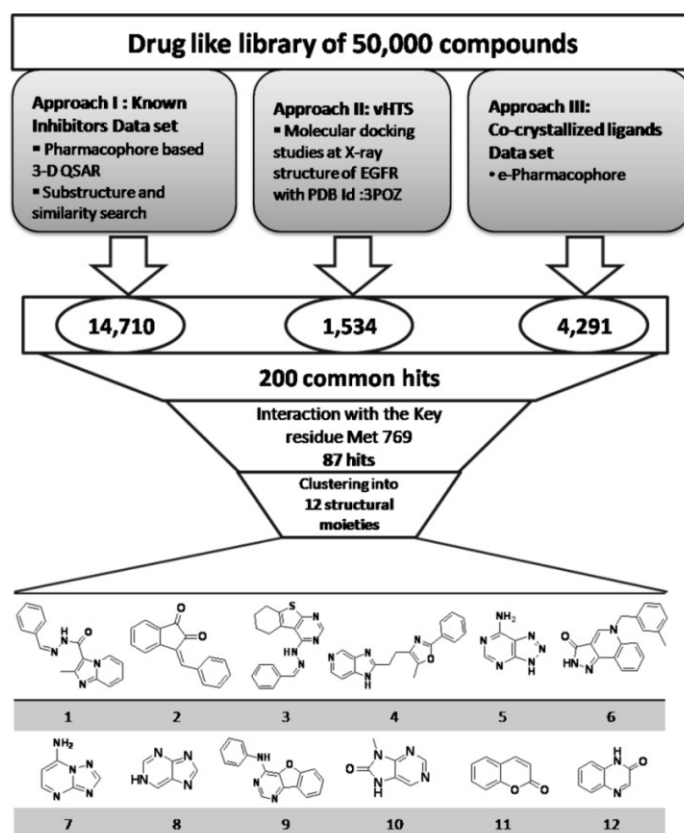 Drug like library of 50,000 compounds
Approach I : Known
Inhibitors Data set
▪ Pharmacophore based
3-D QSAR
▪ Substructure and
similarity search
Approach II: vHTS
▪ Molecular docking
studies at X-ray
structure of EGFR
with PDB Id :3POZ
Approach III:
Co-crystallized ligands
Data set
• e-Pharmacophore
14,710
1,534
4,291
200 common hits
Interaction with the Key
residue Met 769
87 hits
Clustering into
12 structural
moieties
1 2 3 4 5 6
7 8 9 10 11 12